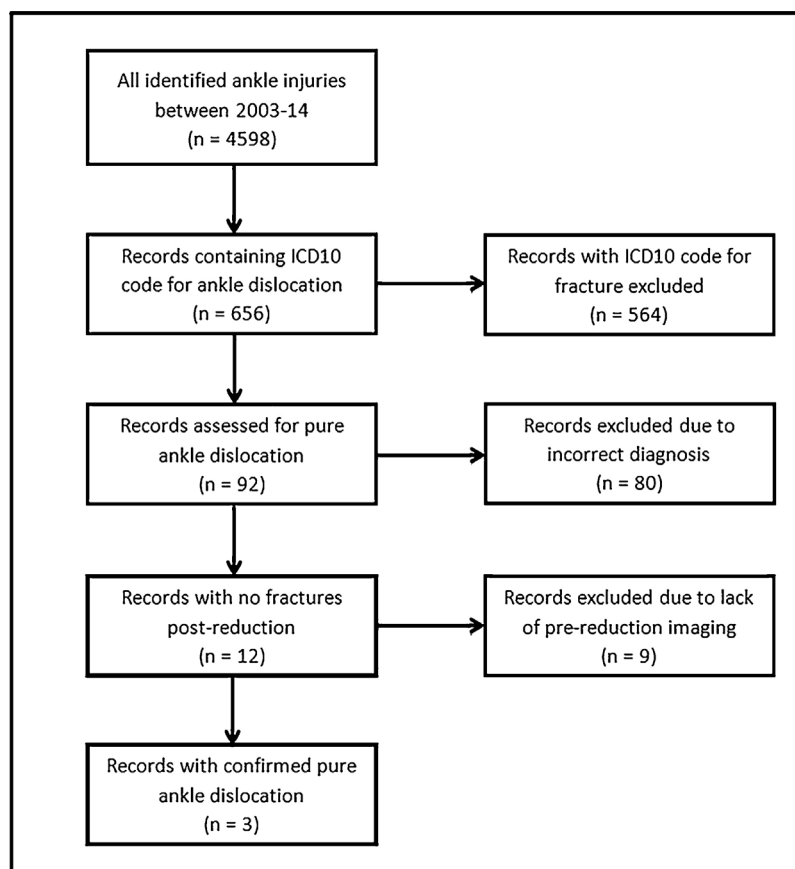 All identified ankle injuries
between 2003-14
(n = 4598)
Records containing ICD10
code for ankle dislocation
(n = 656)
Records with ICD10 code for
fracture excluded
(n = 564)
Records assessed for pure
ankle dislocation
(n = 92)
Records excluded due to
incorrect diagnosis
(n = 80)
Records with no fractures
post-reduction
(n = 12)
Records excluded due to lack
of pre-reduction imaging
(n = 9)
Records with confirmed pure
ankle dislocation
(n = 3)